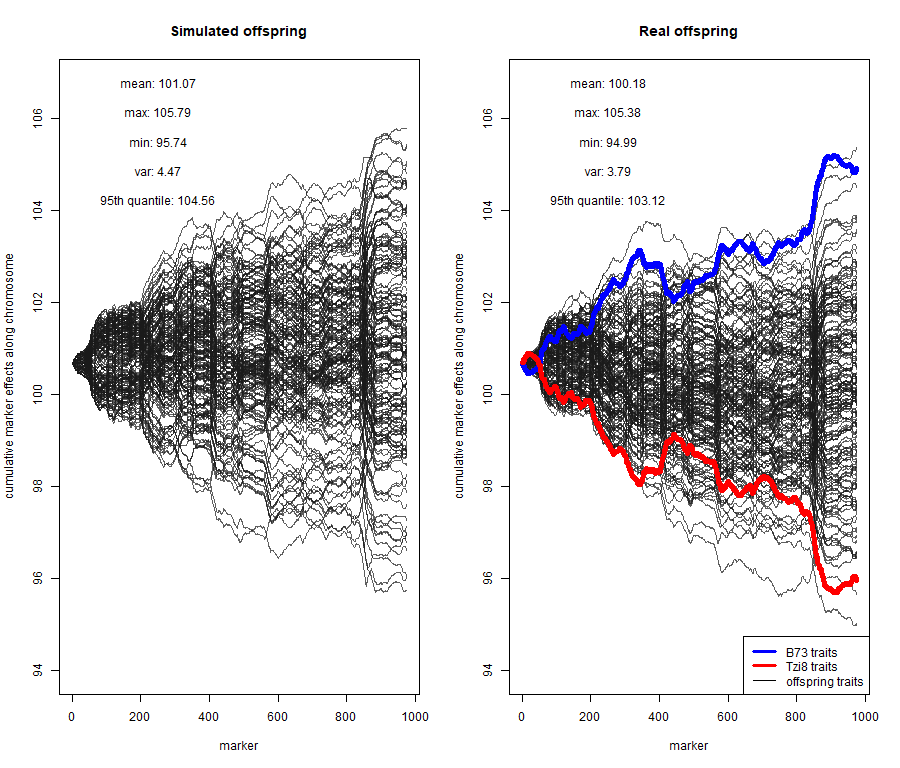 Simulated offspring
mean: 101.07
max: 105.79
min: 95.74
var: 4.47
95th quantile: 104.56
cumulative marker effects along chromosome
106
104
102
100
98
96
94
0 200 400 600 800 1000
marker
Real offspring
mean: 100.18
max: 105.38
min: 94.99
var: 3.79
95th quantile: 103.12
cumulative marker effects along chromosome
106
104
102
100
98
96
94
B73 traits
Tzi8 traits
offspring traits
0 200 400 600 800 1000
marker